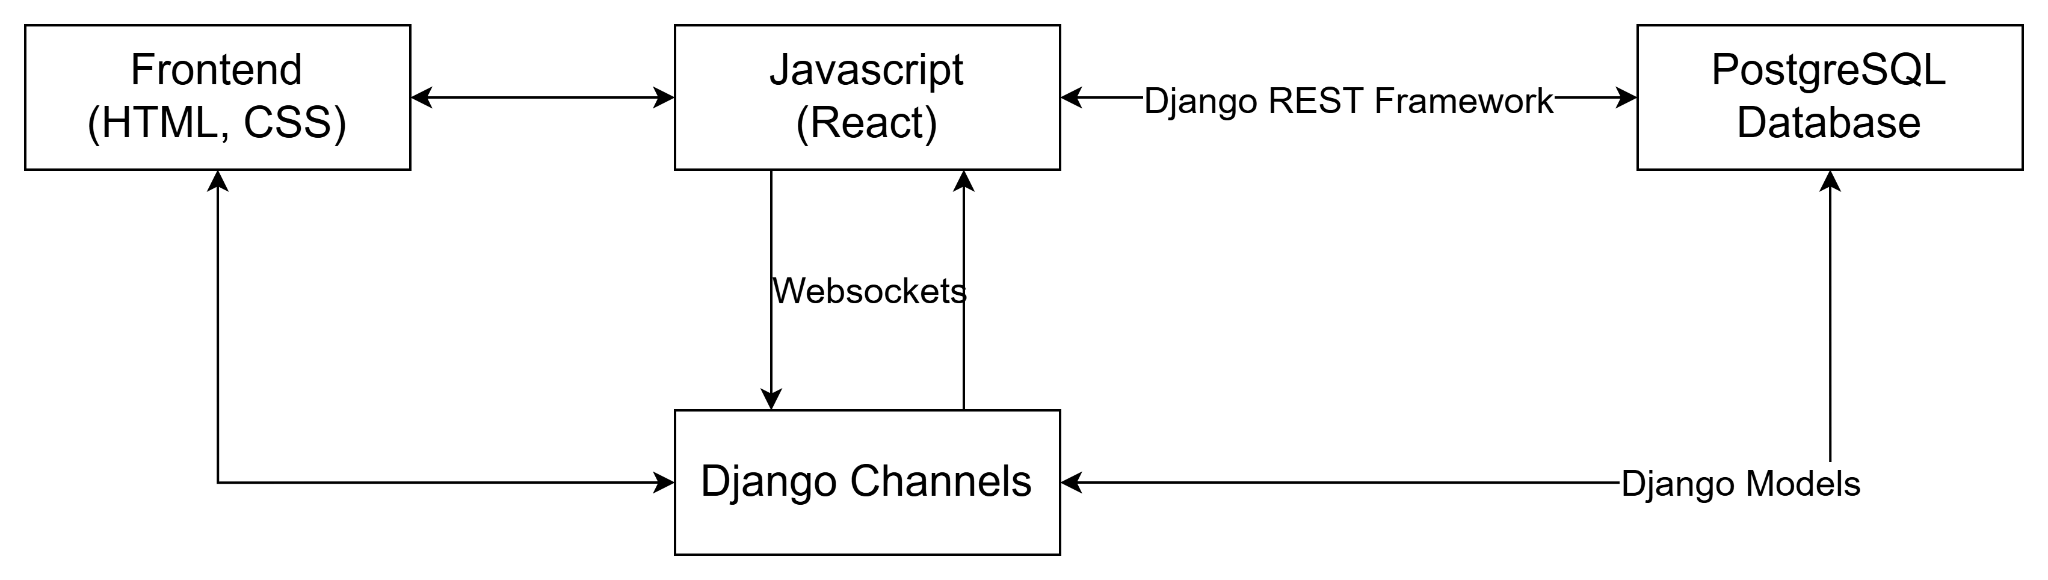 Frontend
(HTML, CSS)
Javascript
(React)
Django REST Framework
PostgreSQL
Database
Websockets
Django Channels
Django Models